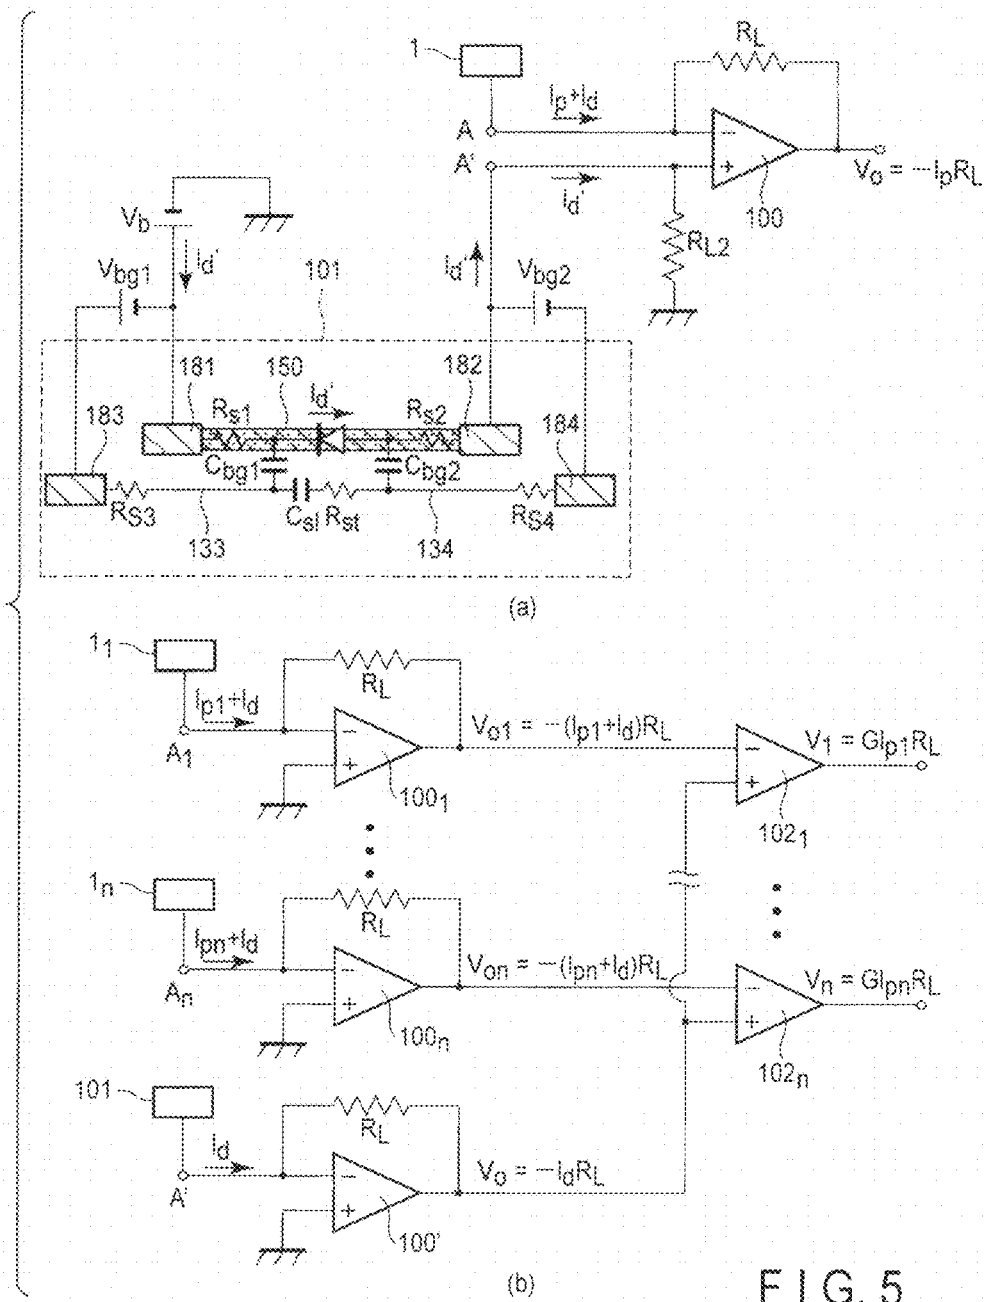 1
R_L
I_p+I_d
A
−
A'
+
I_d'
100
V_o = −I_pR_L
V_b
I_d'
R_L2
V_bg1
101
I_d'
V_bg2
181
150
182
I_d'
183
R_s1
R_s2
184
C_bg1
C_bg2
R_S3
C_sl
R_st
R_S4
133
134
(a)
1_1
I_p1+I_d
R_L
V_o1 = −(I_p1+I_d)R_L
V_1 = GI_p1R_L
A_1
−
+
100_1
−
+
102_1
1_n
I_pn+I_d
R_L
V_on = −(I_pn+I_d)R_L
V_n = GI_pnR_L
A_n
−
+
100_n
−
+
102_n
101
I_d
R_L
V_o = −I_dR_L
A'
−
+
100'
(b)
FIG. 5